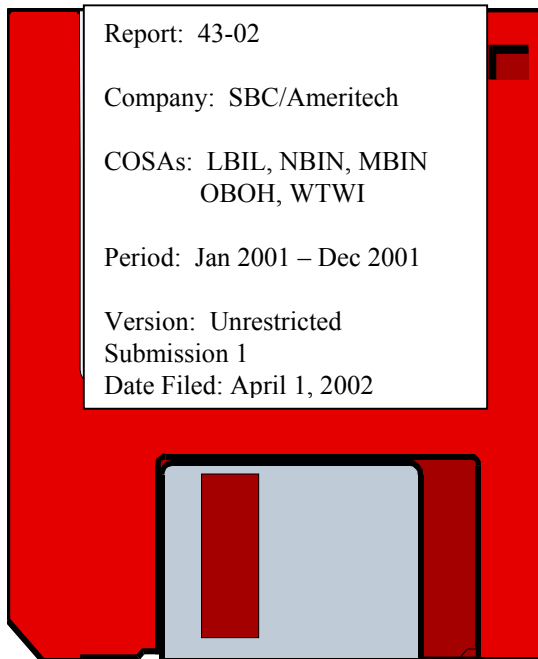 Report: 43-02
Company: SBC/Ameritech
COSAs: LBIL, NBIN, MBIN
OBOH, WTWI
Period: Jan 2001 – Dec 2001
Version: Unrestricted
Submission 1
Date Filed: April 1, 2002